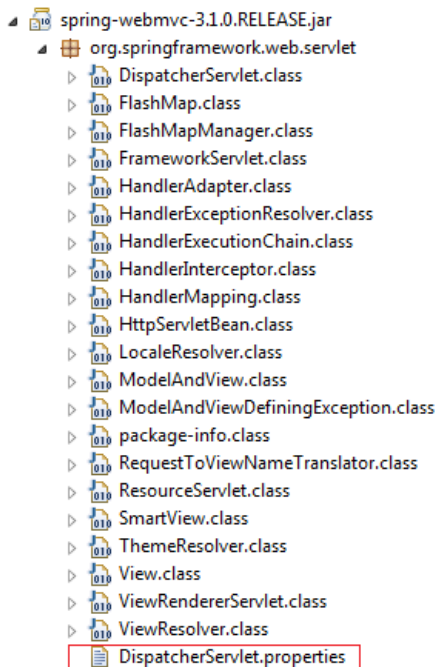 spring-webmvc-3.1.0.RELEASE.jar
org.springframework.web.servlet
DispatcherServlet.class
FlashMap.class
FlashMapManager.class
FrameworkServlet.class
HandlerAdapter.class
HandlerExceptionResolver.class
HandlerExecutionChain.class
HandlerInterceptor.class
HandlerMapping.class
HttpServletBean.class
LocaleResolver.class
ModelAndView.class
ModelAndViewDefiningException.class
package-info.class
RequestToViewNameTranslator.class
ResourceServlet.class
SmartView.class
ThemeResolver.class
View.class
ViewRendererServlet.class
ViewResolver.class
DispatcherServlet.properties